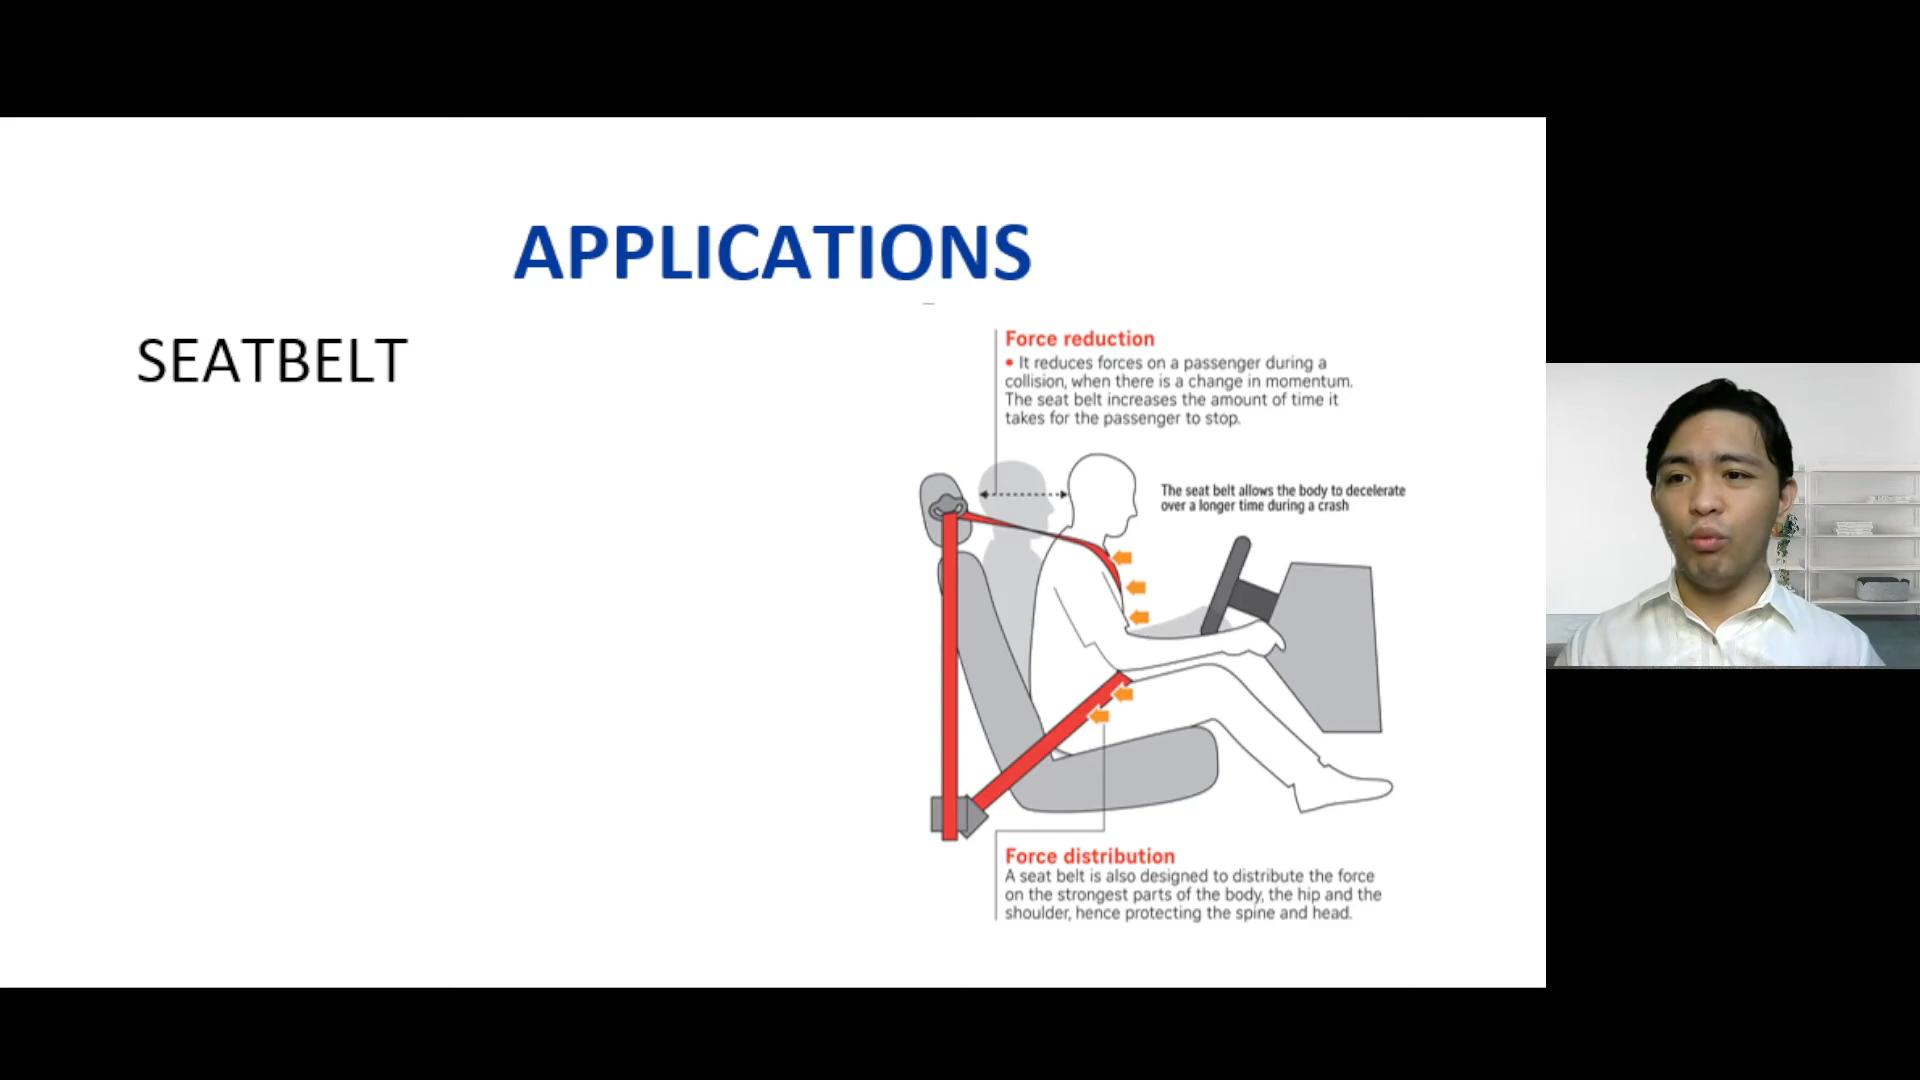 APPLICATIONS
SEATBELT
Force reduction
• It reduces forces on a passenger during a
collision, when there is a change in momentum.
The seat belt increases the amount of time it
takes for the passenger to stop.
The seat belt allows the body to decelerate
over a longer time during a crash
Force distribution
A seat belt is also designed to distribute the force
on the strongest parts of the body, the hip and the
shoulder, hence protecting the spine and head.